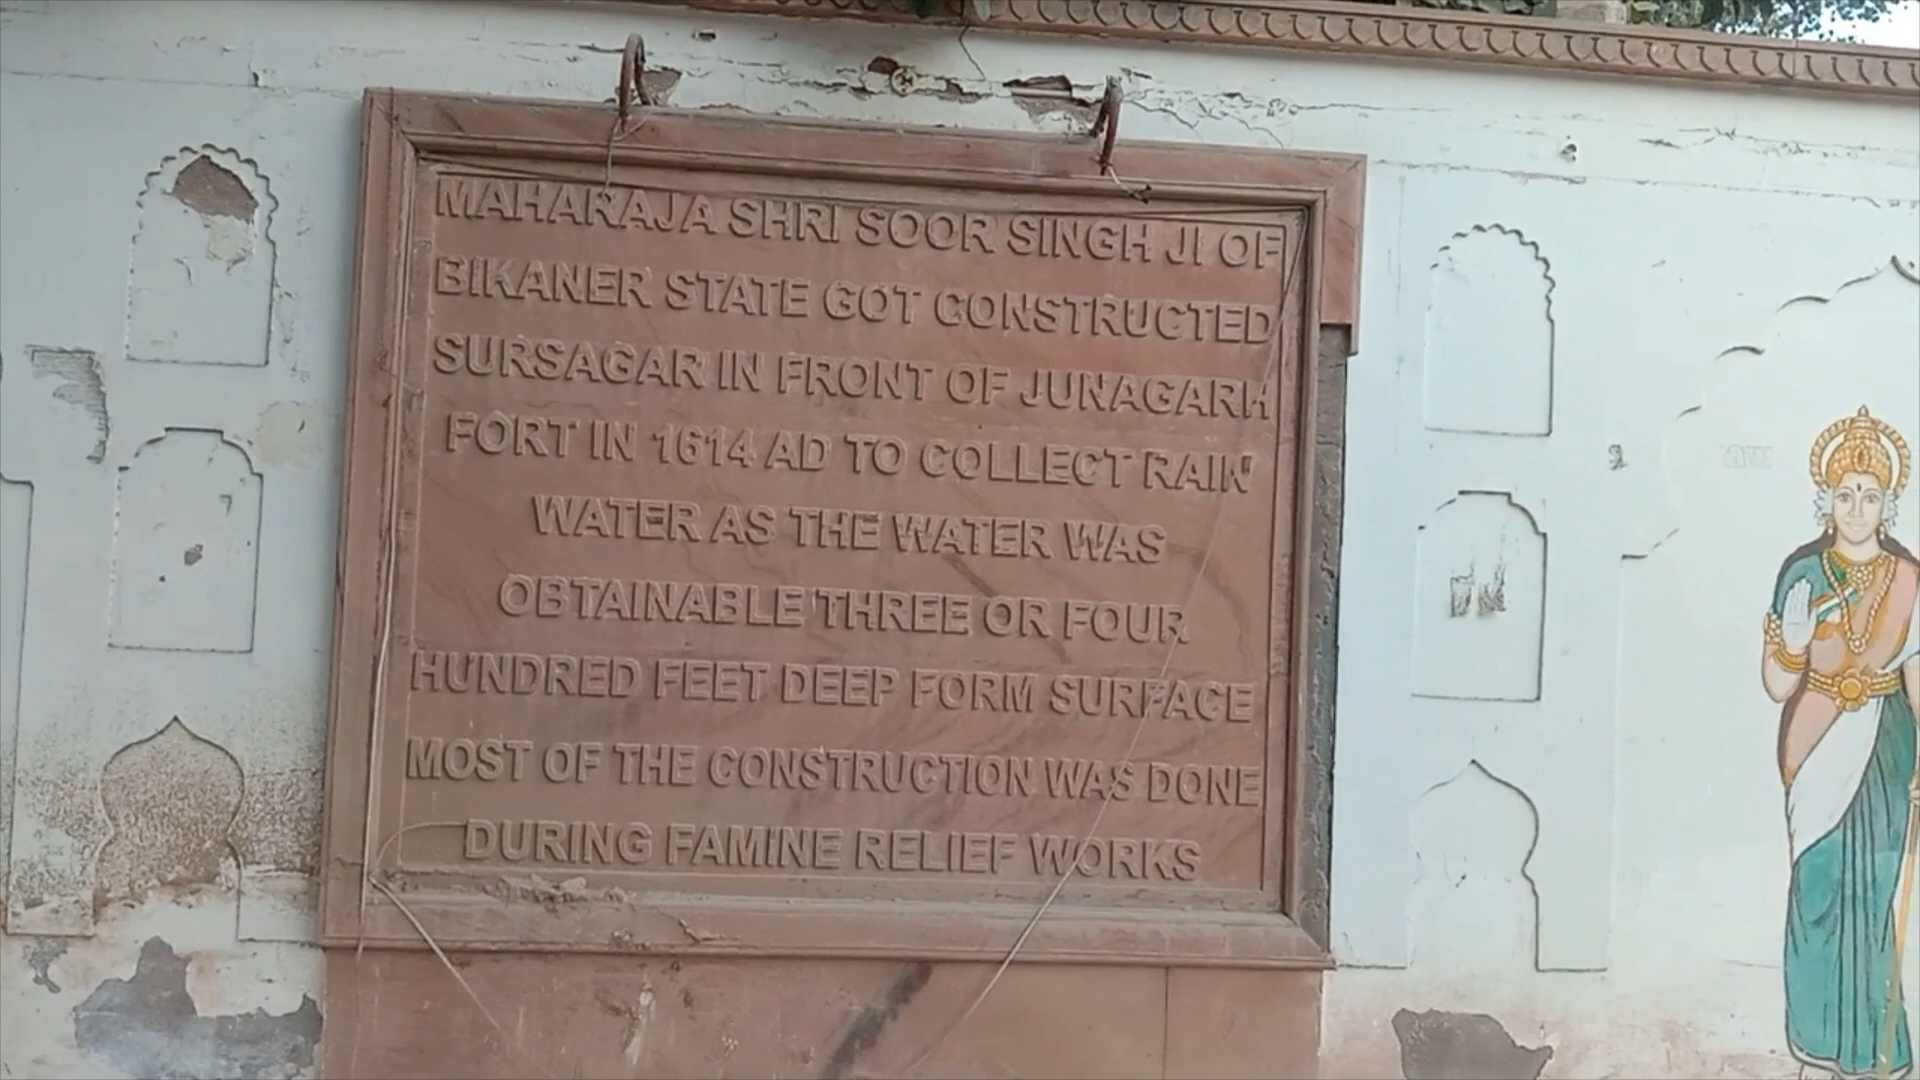 MAHARAJA SHRI SOOR SINGH JI OF
BIKANER STATE GOT CONSTRUCTED
SURSAGAR IN FRONT OF JUNAGARH
FORT IN 1614 AD TO COLLECT RAIN
WATER AS THE WATER WAS
OBTAINABLE THREE OR FOUR
HUNDRED FEET DEEP FORM SURFACE
MOST OF THE CONSTRUCTION WAS DONE
DURING FAMINE RELIEF WORKS